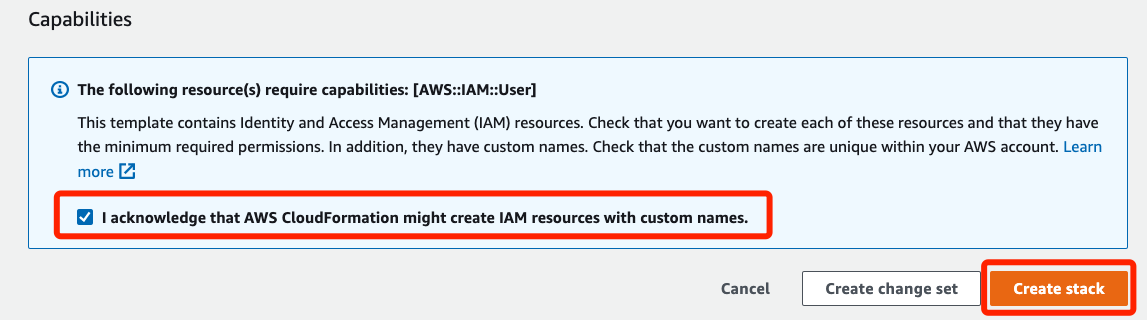 Capabilities
The following resource(s) require capabilities: [AWS::IAM::User]
This template contains Identity and Access Management (IAM) resources. Check that you want to create each of these resources and that they have
the minimum required permissions. In addition, they have custom names. Check that the custom names are unique within your AWS account. Learn
more
I acknowledge that AWS CloudFormation might create IAM resources with custom names.
Cancel
Create change set
Create stack